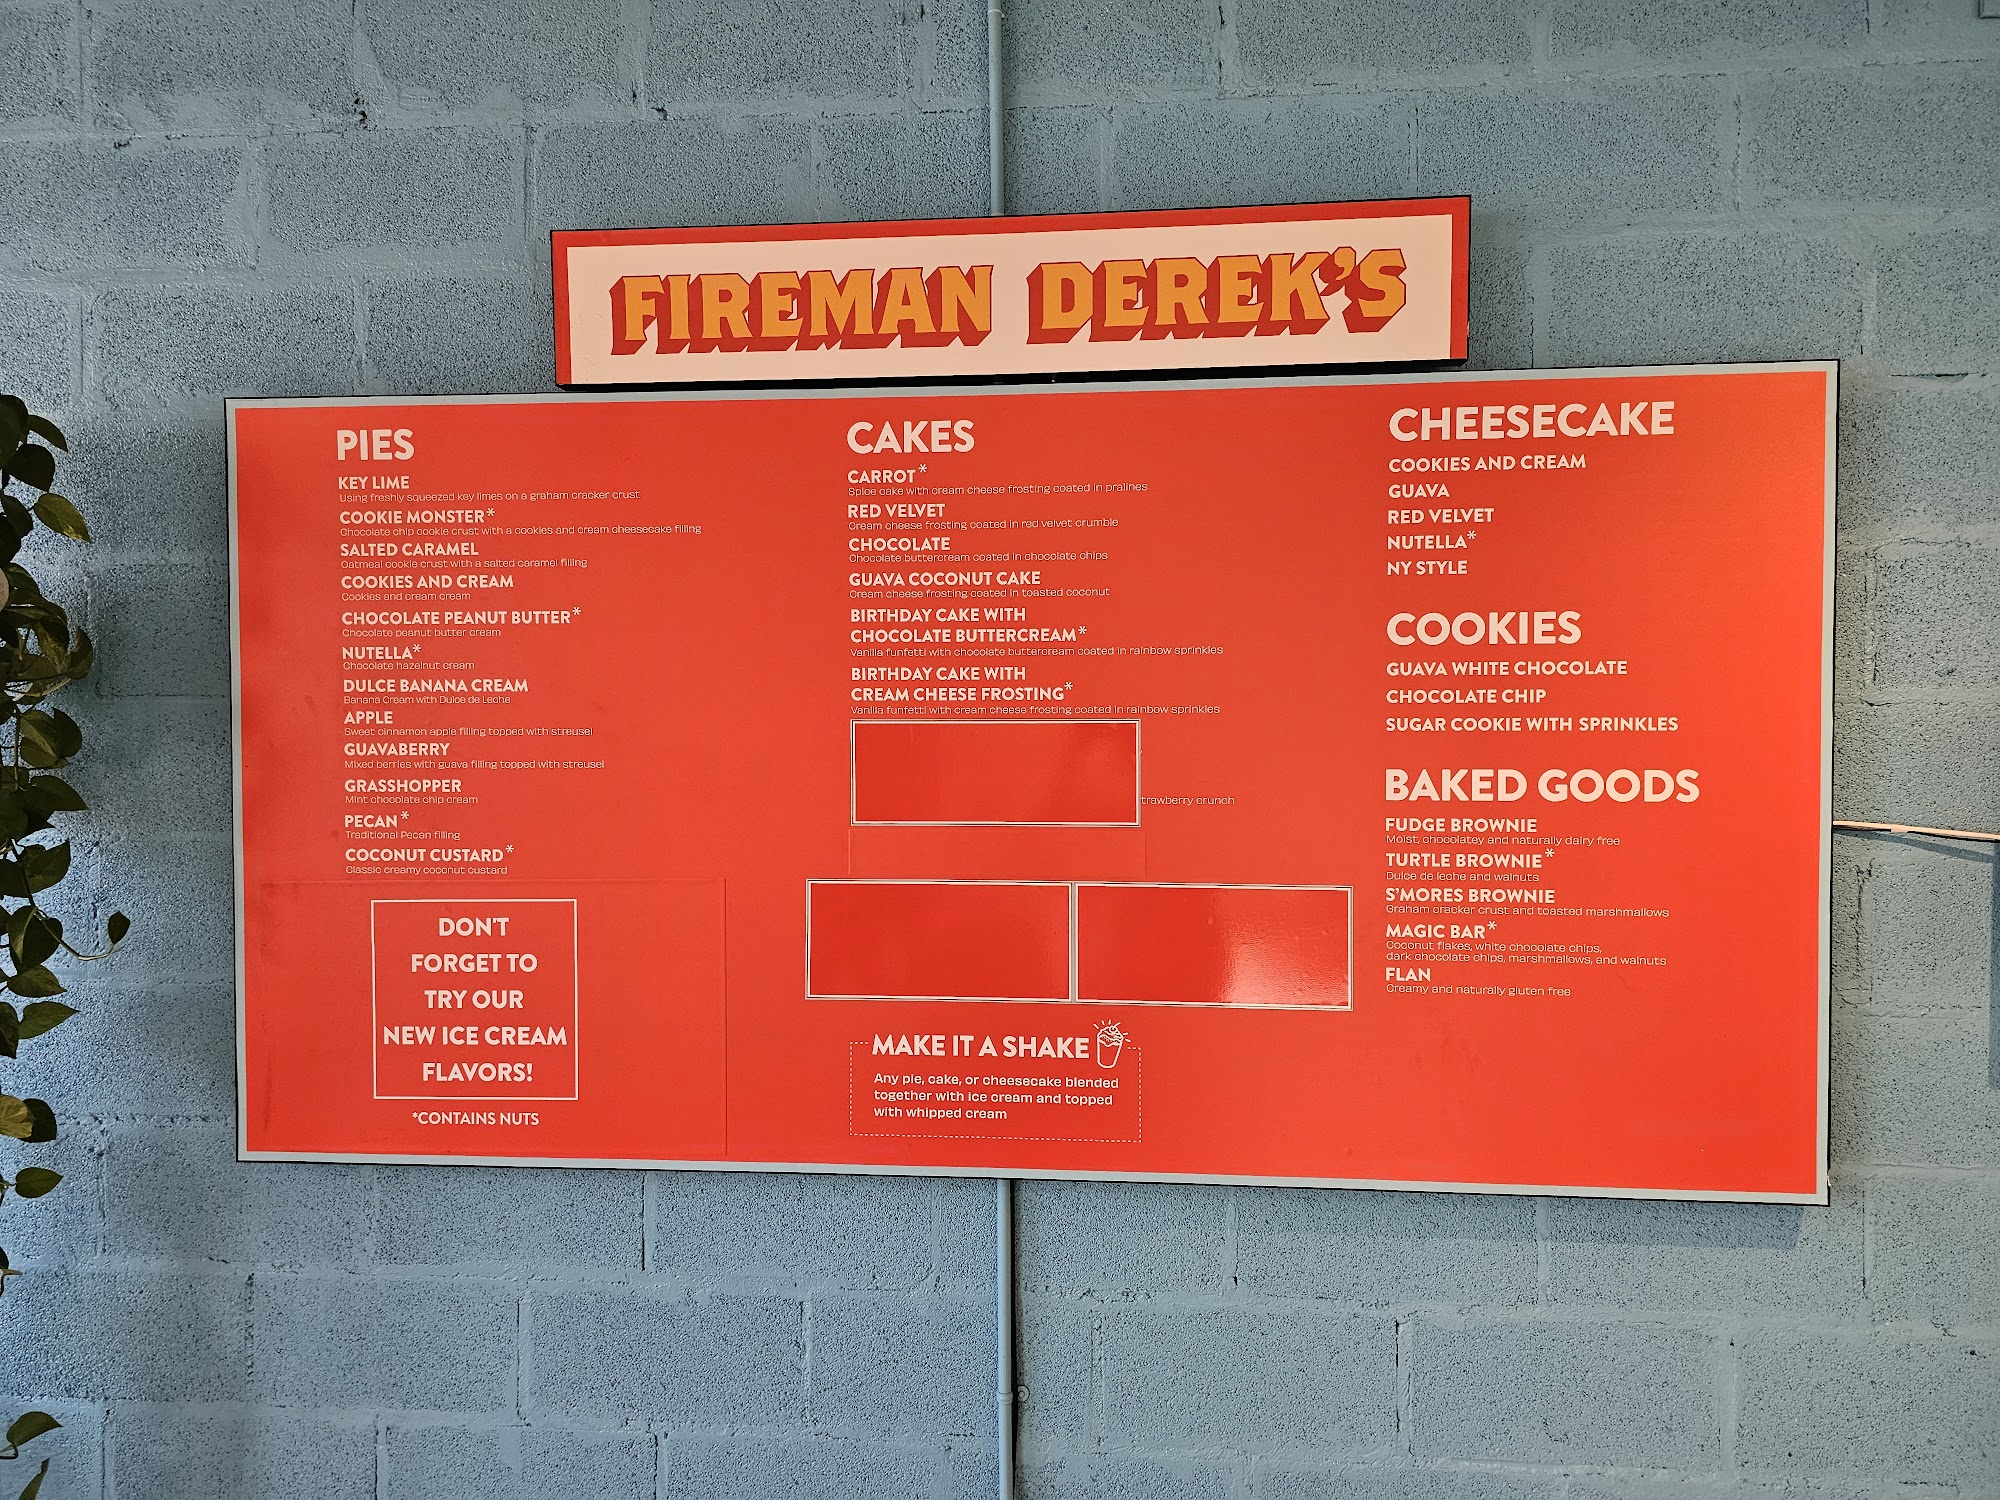 FIREMAN DEREK'S
PIES
KEY LIME
Using freshly squeezed key limes on a graham cracker crust
COOKIE MONSTER*
Chocolate chip cookie crust with a cookies and cream cheesecake filling
SALTED CARAMEL
Oatmeal cookie crust with a salted caramel filling
COOKIES AND CREAM
Cookies and cream cream
CHOCOLATE PEANUT BUTTER*
Chocolate peanut butter cream
NUTELLA*
Chocolate hazelnut cream
DULCE BANANA CREAM
Banana Cream with Dulce de Leche
APPLE
Sweet cinnamon apple filling topped with streusel
GUAVABERRY
Mixed berries with guava filling topped with streusel
GRASSHOPPER
Mint chocolate chip cream
PECAN*
Traditional Pecan filling
COCONUT CUSTARD*
Classic creamy coconut custard
DON'T
FORGET TO
TRY OUR
NEW ICE CREAM
FLAVORS!
*CONTAINS NUTS
CAKES
CARROT*
Spice cake with cream cheese frosting coated in pralines
RED VELVET
Cream cheese frosting coated in red velvet crumble
CHOCOLATE
Chocolate buttercream coated in chocolate chips
GUAVA COCONUT CAKE
Cream cheese frosting coated in toasted coconut
BIRTHDAY CAKE WITH
CHOCOLATE BUTTERCREAM*
Vanilla funfetti with chocolate buttercream coated in rainbow sprinkles
BIRTHDAY CAKE WITH
CREAM CHEESE FROSTING*
Vanilla funfetti with cream cheese frosting coated in rainbow sprinkles
trawberry crunch
MAKE IT A SHAKE
Any pie, cake, or cheesecake blended
together with ice cream and topped
with whipped cream
CHEESECAKE
COOKIES AND CREAM
GUAVA
RED VELVET
NUTELLA*
NY STYLE
COOKIES
GUAVA WHITE CHOCOLATE
CHOCOLATE CHIP
SUGAR COOKIE WITH SPRINKLES
BAKED GOODS
FUDGE BROWNIE
Moist, chocolatey and naturally dairy free
TURTLE BROWNIE*
Dulce de leche and walnuts
S'MORES BROWNIE
Graham cracker crust and toasted marshmallows
MAGIC BAR*
Coconut flakes, white chocolate chips,
dark chocolate chips, marshmallows, and walnuts
FLAN
Creamy and naturally gluten free